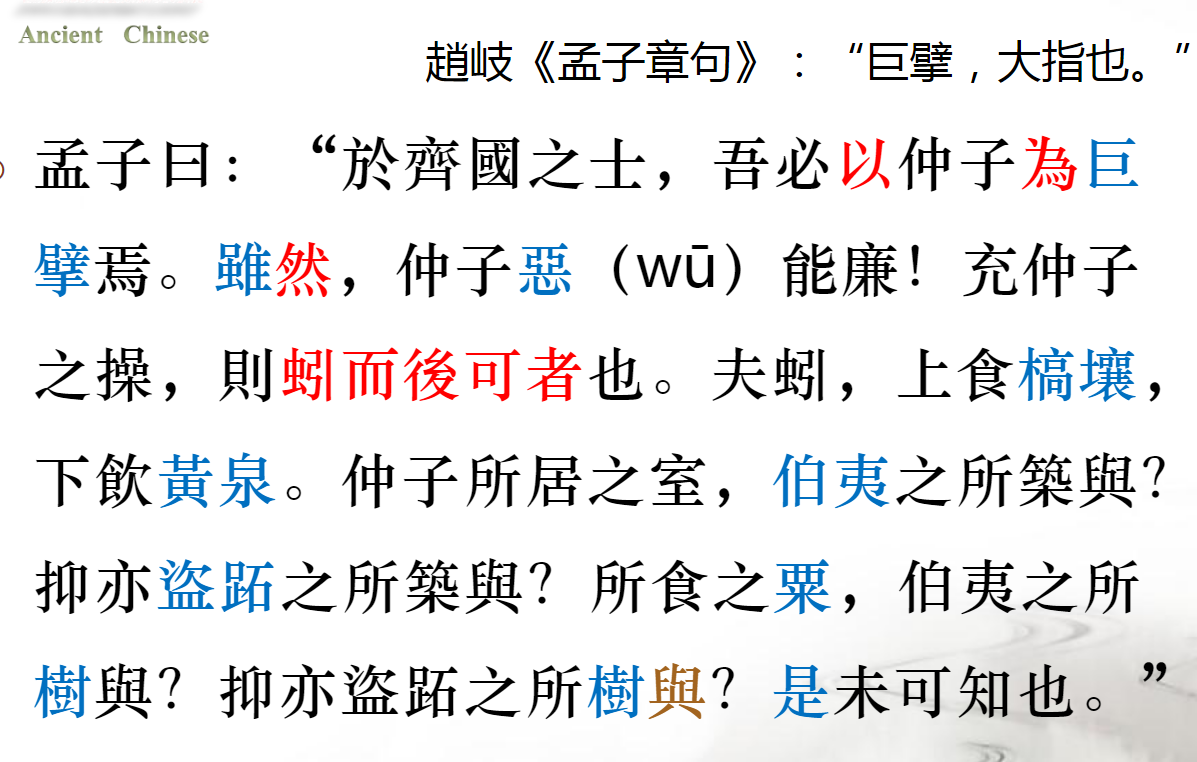 Ancient Chinese
趙岐《孟子章句》：“巨擘，大指也。”
孟子曰：“於齊國之士，吾必以仲子為巨
擘焉。雖然，仲子惡（wū）能廉！充仲子
之操，則蚓而後可者也。夫蚓，上食槁壤，
下飲黃泉。仲子所居之室，伯夷之所築與？
抑亦盜跖之所築與？所食之粟，伯夷之所
樹與？抑亦盜跖之所樹與？是未可知也。”